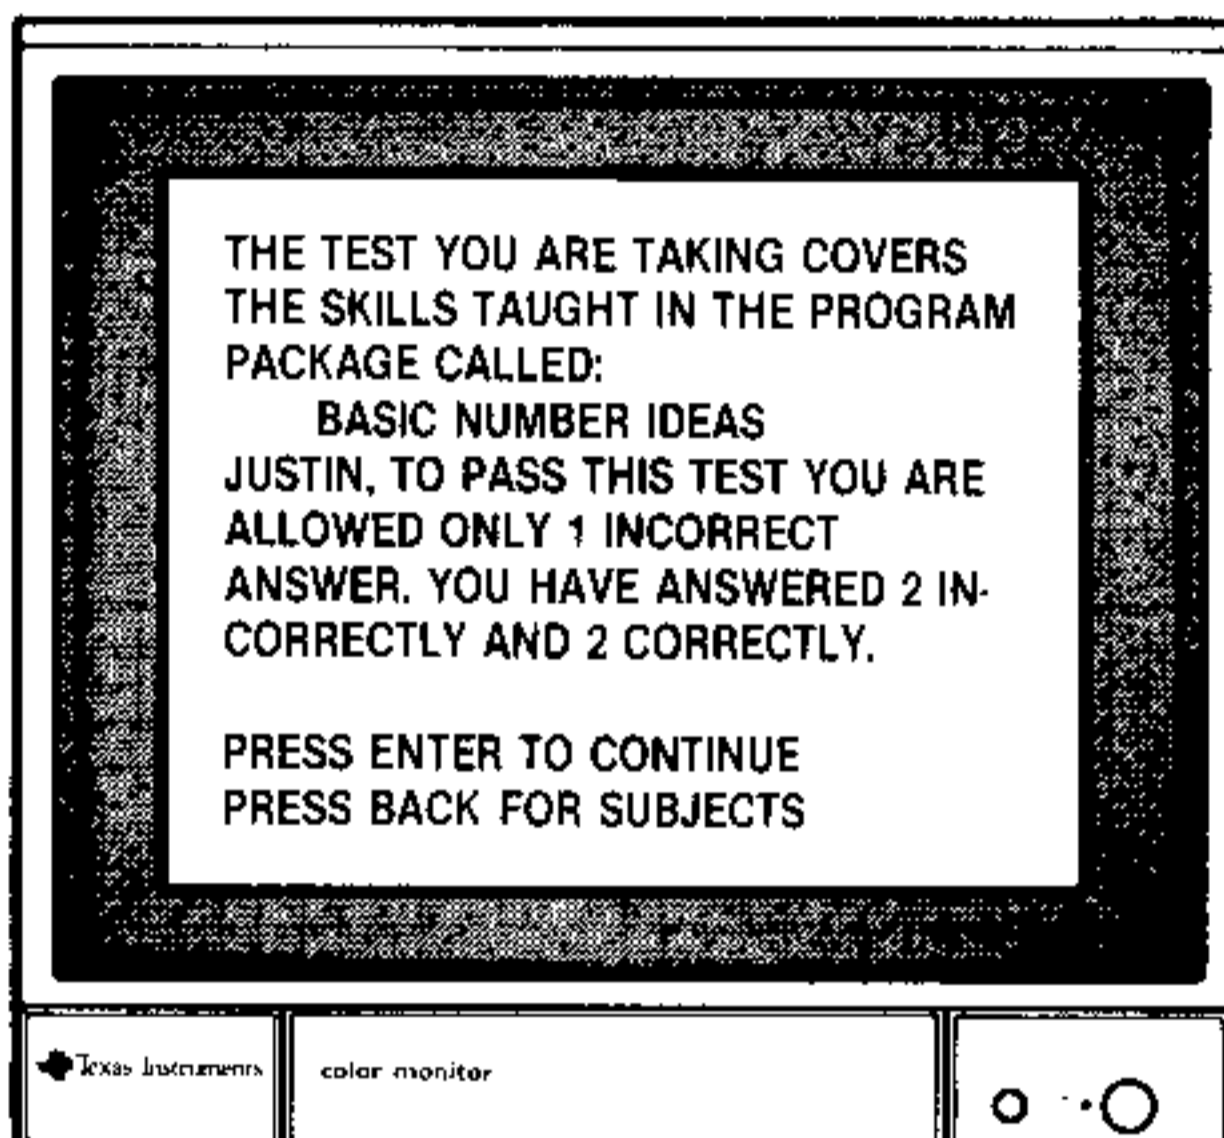 THE TEST YOU ARE TAKING COVERS
THE SKILLS TAUGHT IN THE PROGRAM
PACKAGE CALLED:
BASIC NUMBER IDEAS
JUSTIN, TO PASS THIS TEST YOU ARE
ALLOWED ONLY 1 INCORRECT
ANSWER. YOU HAVE ANSWERED 2 IN-
CORRECTLY AND 2 CORRECTLY.
PRESS ENTER TO CONTINUE
PRESS BACK FOR SUBJECTS
Texas Instruments
color monitor